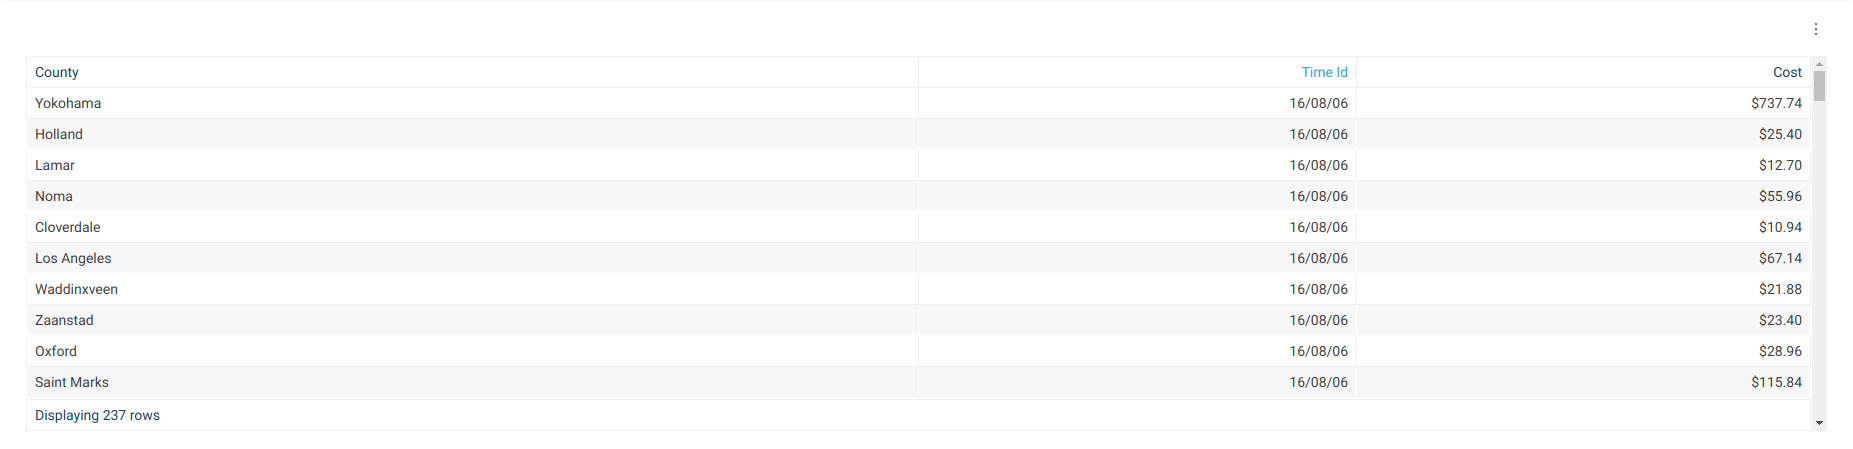 County Time Id Cost
Yokohama 16/08/06 $737.74
Holland 16/08/06 $25.40
Lamar 16/08/06 $12.70
Noma 16/08/06 $55.96
Cloverdale 16/08/06 $10.94
Los Angeles 16/08/06 $67.14
Waddinxveen 16/08/06 $21.88
Zaanstad 16/08/06 $23.40
Oxford 16/08/06 $28.96
Saint Marks 16/08/06 $115.84
Displaying 237 rows